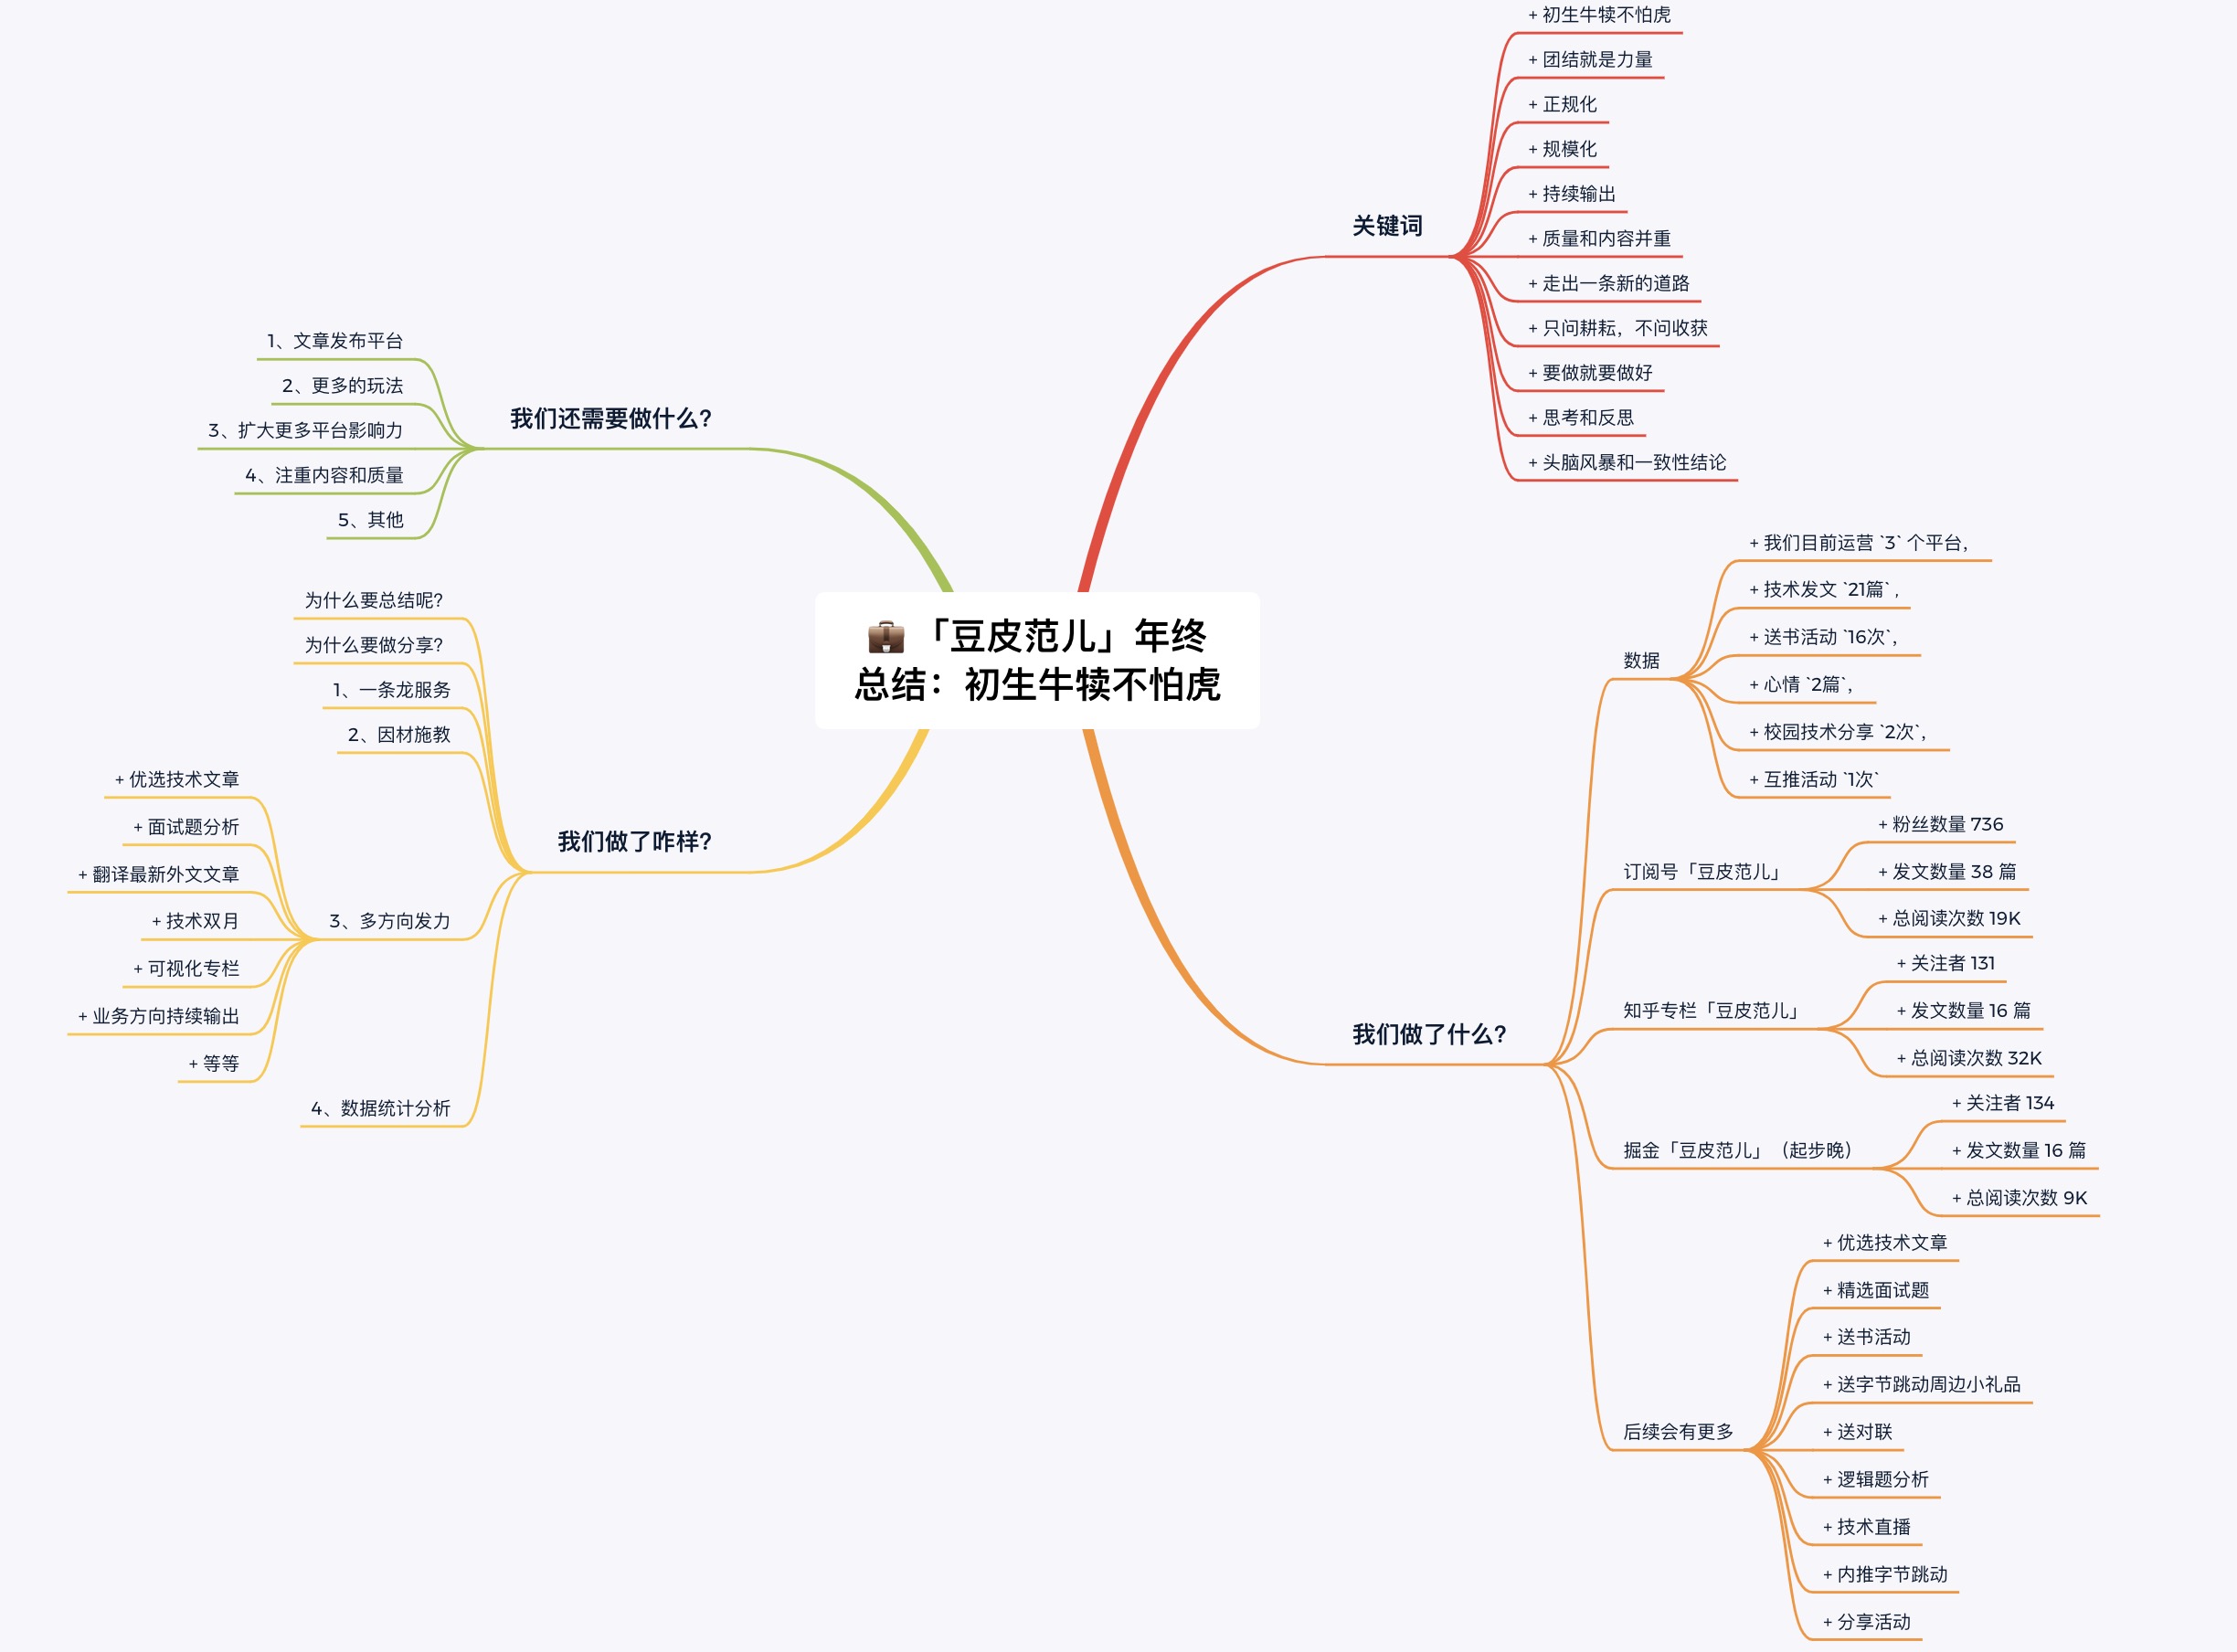 「豆皮范儿」年终
总结：初生牛犊不怕虎
关键词
+ 初生牛犊不怕虎
+ 团结就是力量
+ 正规化
+ 规模化
+ 持续输出
+ 质量和内容并重
+ 走出一条新的道路
+ 只问耕耘，不问收获
+ 要做就要做好
+ 思考和反思
+ 头脑风暴和一致性结论
我们做了什么？
数据
+ 我们目前运营 `3` 个平台，
+ 技术发文 `21篇`，
+ 送书活动 `16次`，
+ 心情 `2篇`，
+ 校园技术分享 `2次`，
+ 互推活动 `1次`
订阅号「豆皮范儿」
+ 粉丝数量 736
+ 发文数量 38 篇
+ 总阅读次数 19K
知乎专栏「豆皮范儿」
+ 关注者 131
+ 发文数量 16 篇
+ 总阅读次数 32K
掘金「豆皮范儿」（起步晚）
+ 关注者 134
+ 发文数量 16 篇
+ 总阅读次数 9K
后续会有更多
+ 优选技术文章
+ 精选面试题
+ 送书活动
+ 送字节跳动周边小礼品
+ 送对联
+ 逻辑题分析
+ 技术直播
+ 内推字节跳动
+ 分享活动
我们做了咋样？
为什么要总结呢？
为什么要做分享？
1、一条龙服务
2、因材施教
3、多方向发力
+ 优选技术文章
+ 面试题分析
+ 翻译最新外文文章
+ 技术双月
+ 可视化专栏
+ 业务方向持续输出
+ 等等
4、数据统计分析
我们还需要做什么？
1、文章发布平台
2、更多的玩法
3、扩大更多平台影响力
4、注重内容和质量
5、其他